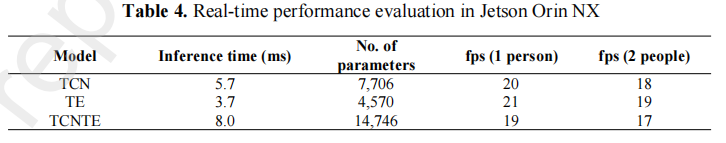 Table 4. Real-time performance evaluation in Jetson Orin NX
Model Inference time (ms) No. of parameters fps (1 person) fps (2 people)
TCN 5.7 7,706 20 18
TE 3.7 4,570 21 19
TCNTE 8.0 14,746 19 17